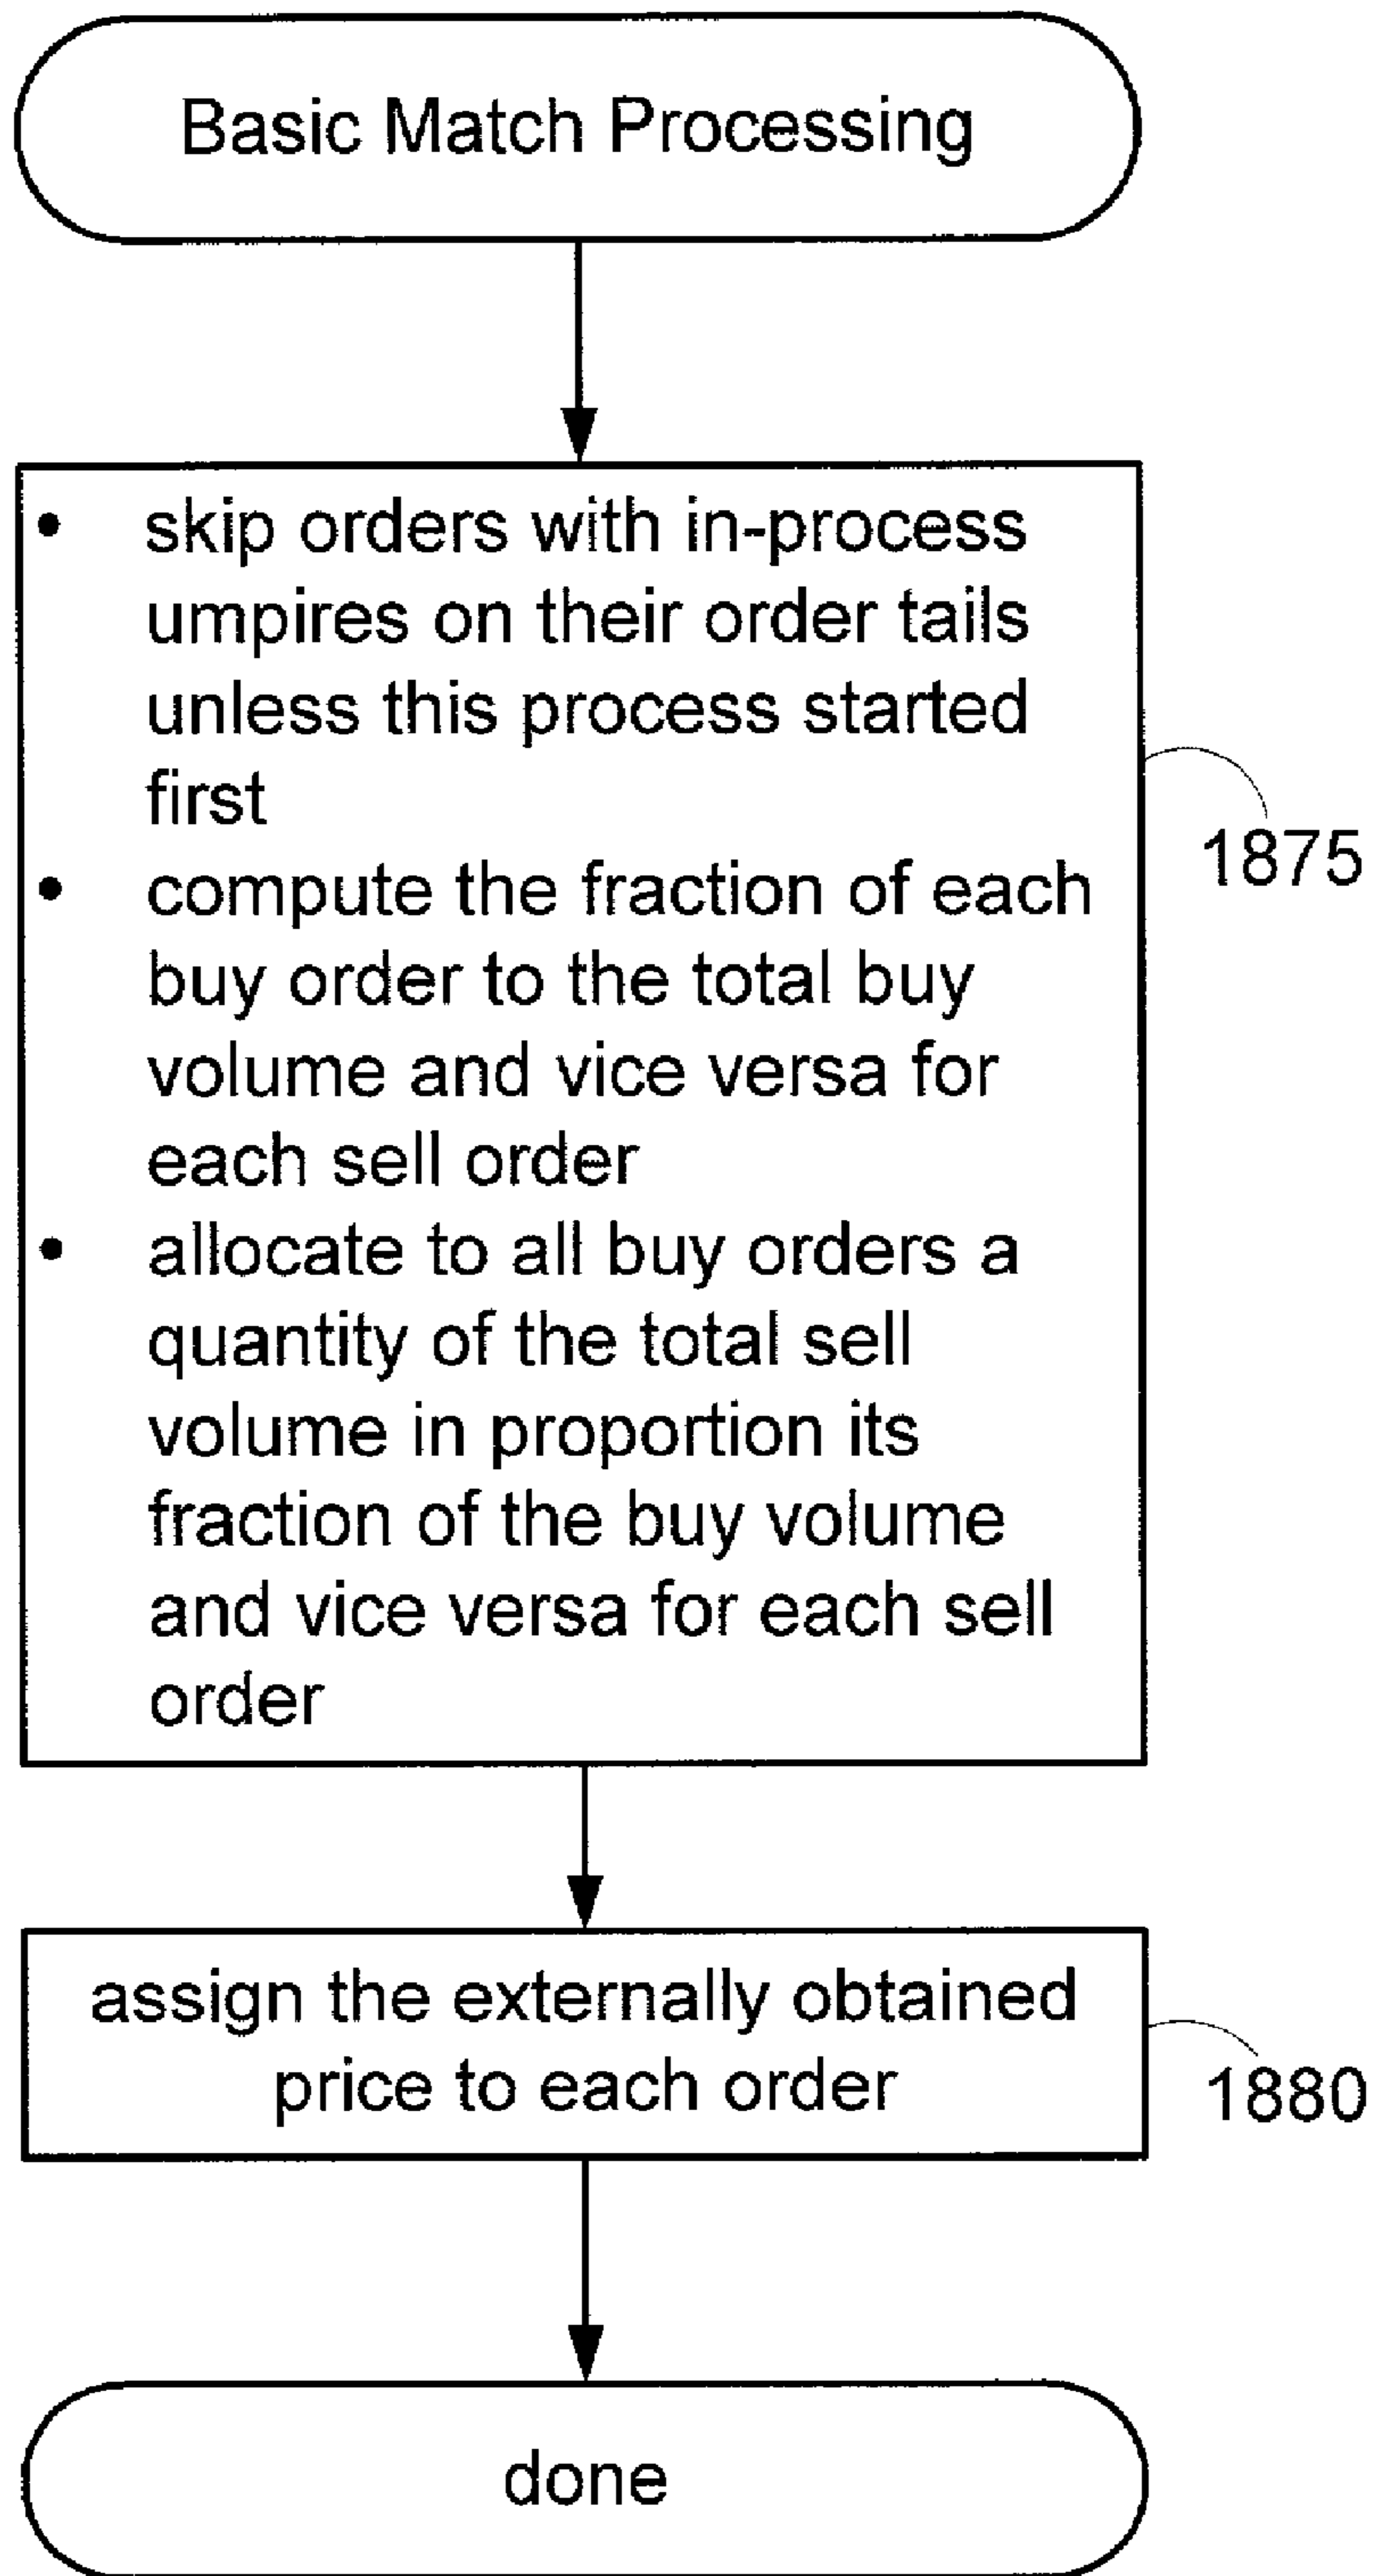 Basic Match Processing
• skip orders with in-process
umpires on their order tails
unless this process started
first
• compute the fraction of each
buy order to the total buy
volume and vice versa for
each sell order
• allocate to all buy orders a
quantity of the total sell
volume in proportion its
fraction of the buy volume
and vice versa for each sell
order
1875
assign the externally obtained
price to each order
1880
done